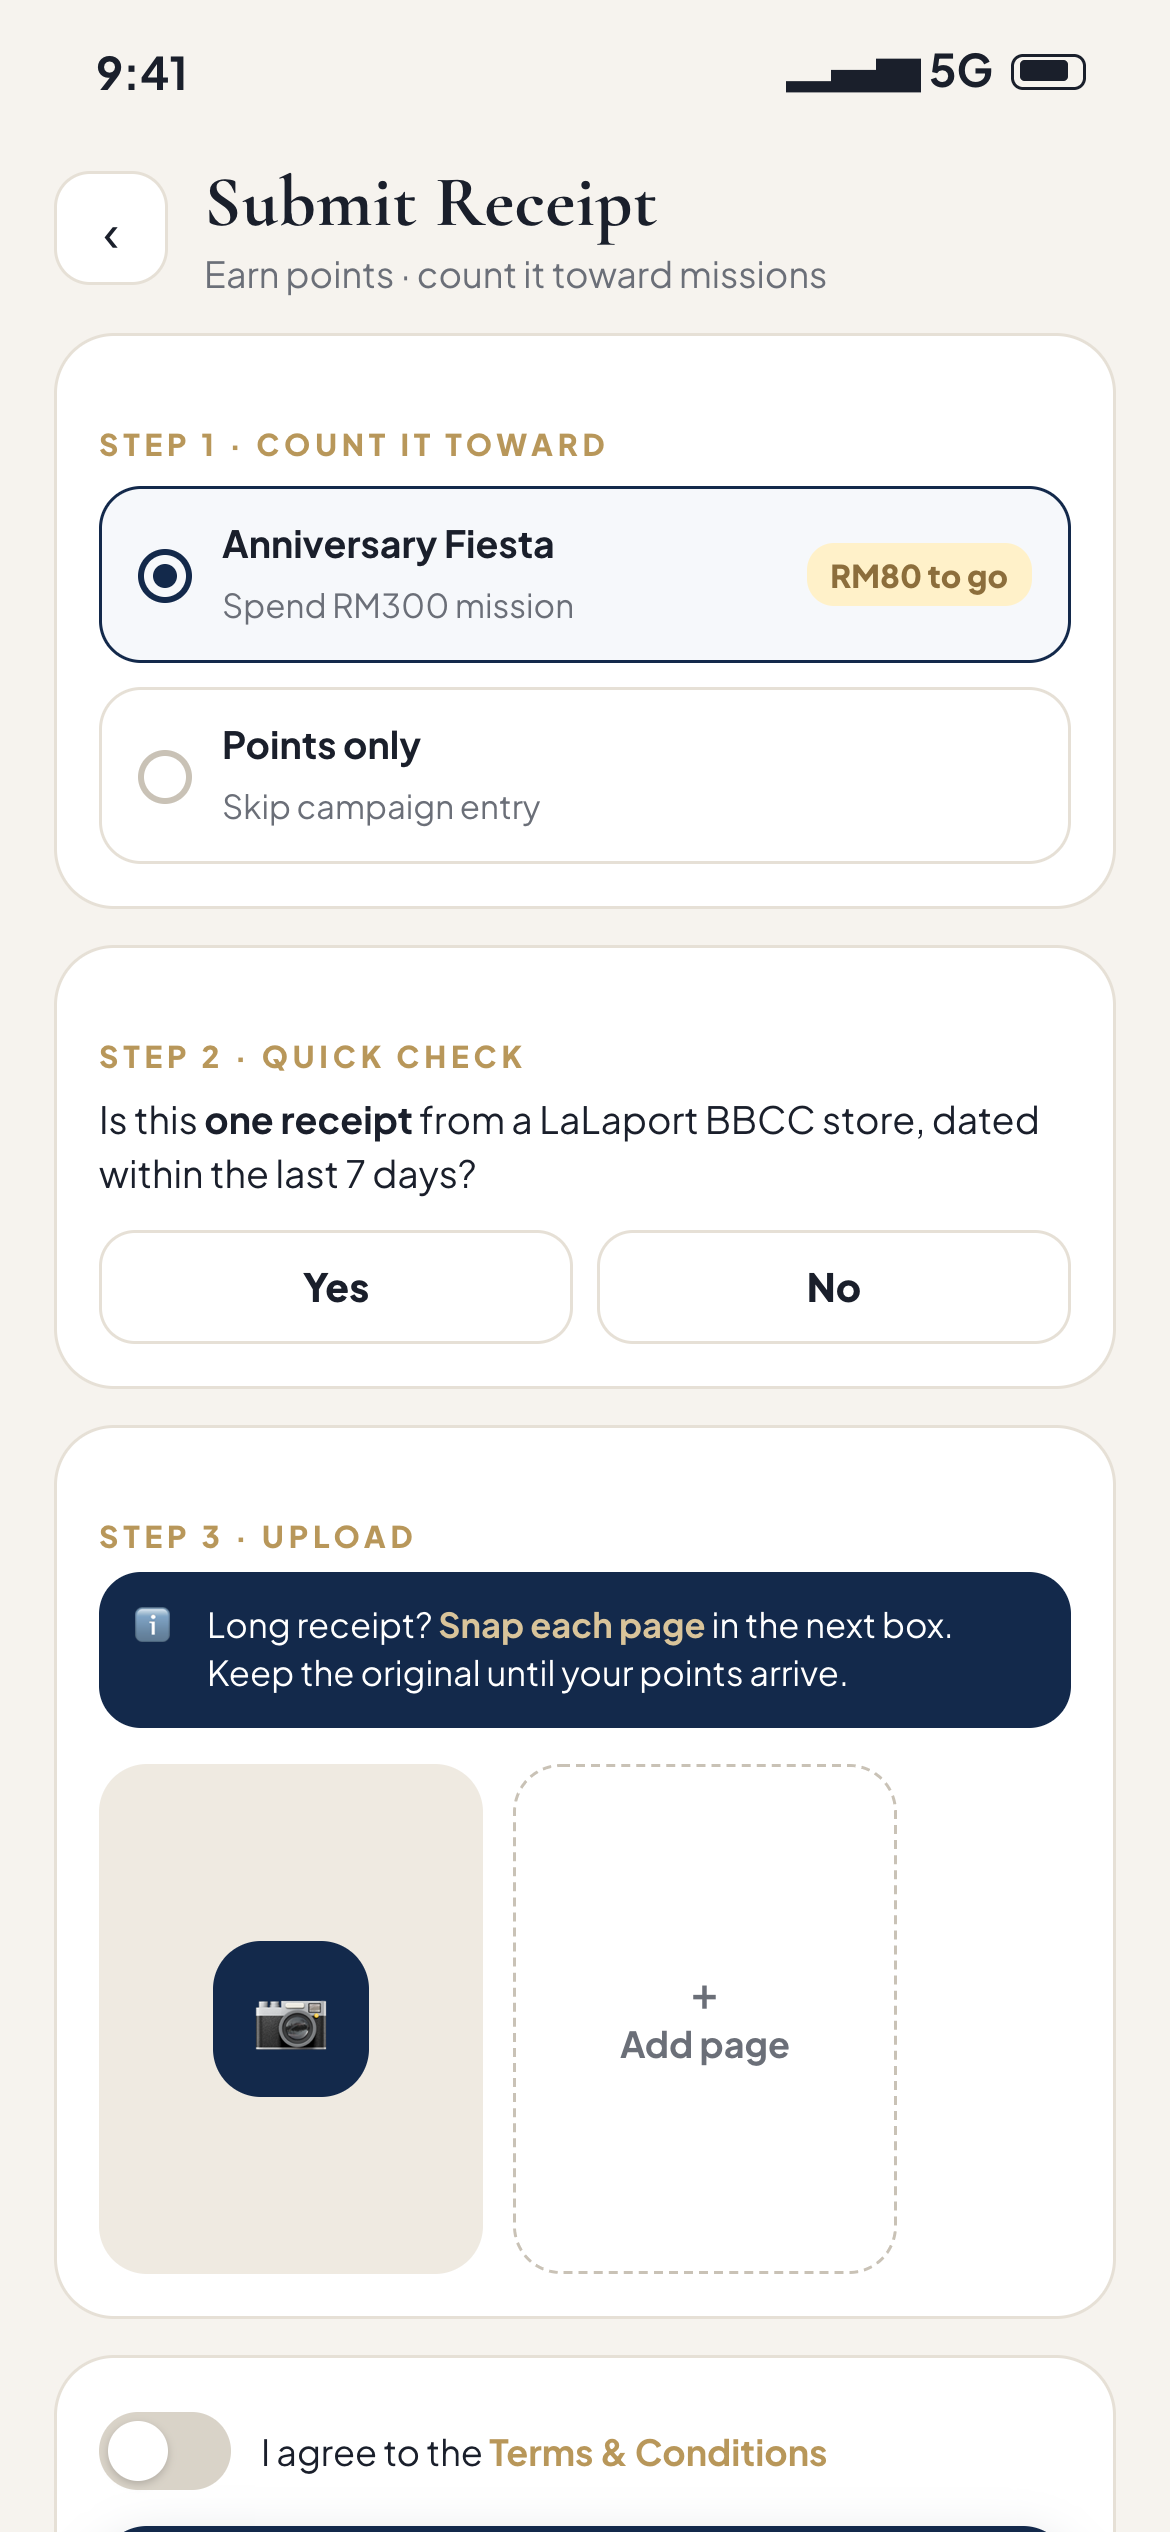 9:41
5G
Submit Receipt
Earn points · count it toward missions
STEP 1 · COUNT IT TOWARD
Anniversary Fiesta
Spend RM300 mission
RM80 to go
Points only
Skip campaign entry
STEP 2 · QUICK CHECK
Is this one receipt from a LaLaport BBCC store, dated
within the last 7 days?
Yes
No
STEP 3 · UPLOAD
Long receipt? Snap each page in the next box.
Keep the original until your points arrive.
+
Add page
I agree to the Terms & Conditions